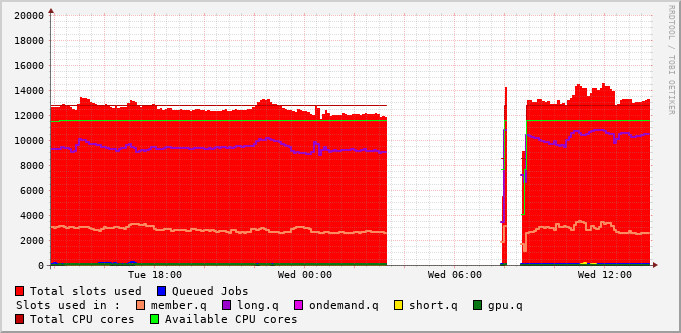 20000
18000
16000
14000
12000
10000
8000
6000
4000
2000
0
Tue 18:00 Wed 00:00 Wed 06:00 Wed 12:00
RRDTOOL / TOBI OETIKER
Total slots used Queued Jobs
Slots used in : member.q long.q ondemand.q short.q gpu.q
Total CPU cores Available CPU cores